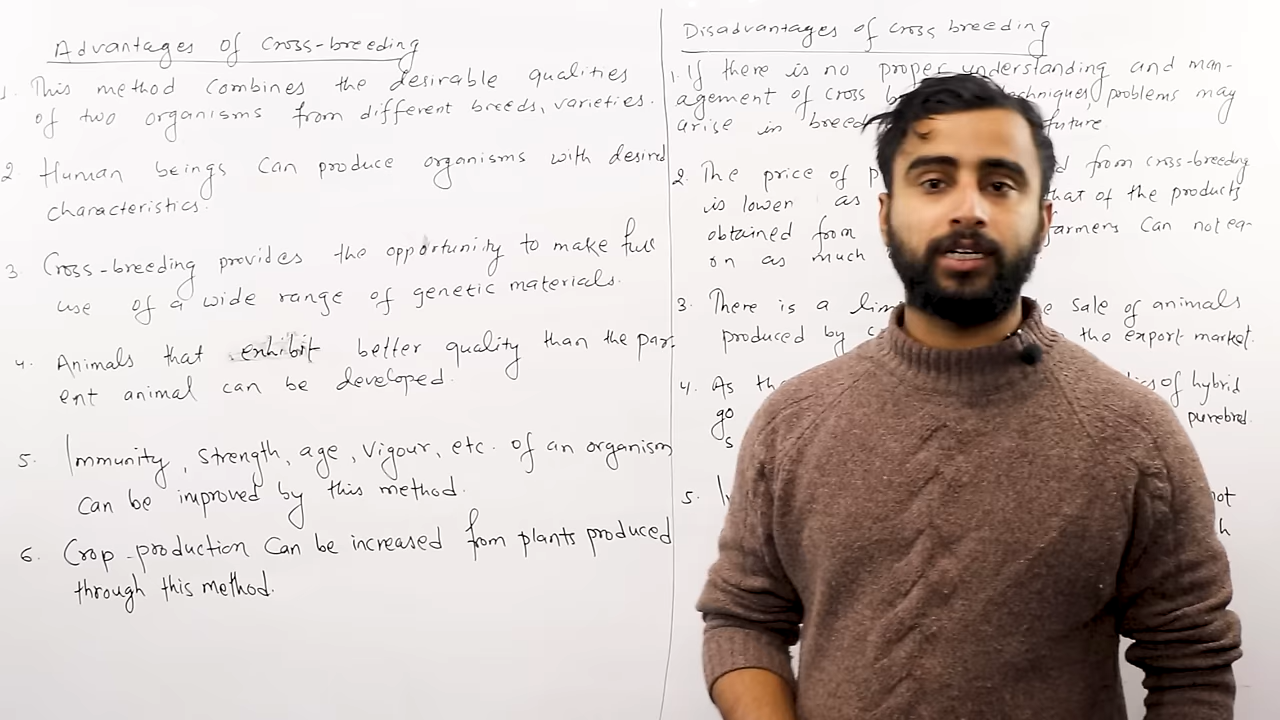 Advantages of Cross-breeding
1. This method combines the desirable qualities
of two organisms from different breeds, varieties.
2. Human beings can produce organisms with desired
characteristics.
3. Cross-breeding provides the opportunity to make full
use of a wide range of genetic materials.
4. Animals that exhibit better quality than the par
ent animal can be developed.
5. Immunity, strength, age, vigour, etc. of an organism
can be improved by this method.
6. Crop-production can be increased from plants produced
through this method.
Disadvantages of cross breeding
1. If there is no proper understanding and man-
agement of cross techniques, problems may
arise in future.
2. The price of from cross-breeding
is lower as that of the products
obtained from farmers can not ea-
on as much
3. There is a sale of animals
produced by the export market.
4. As of hybrid
go purebred.
s
5. not
h